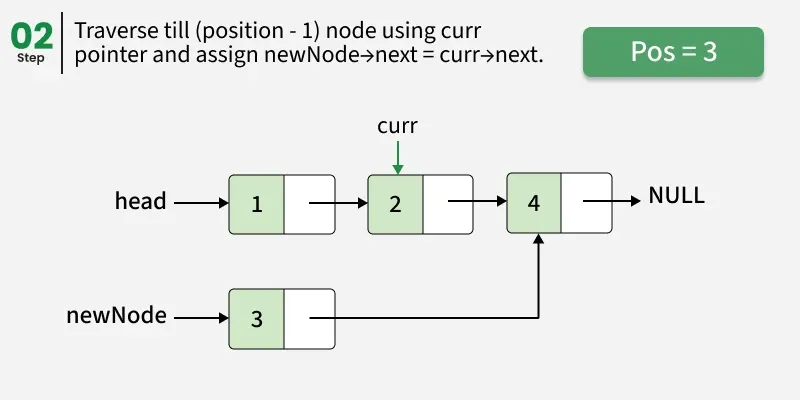 02
Step
Traverse till (position - 1) node using curr
pointer and assign newNode→next = curr→next.
Pos = 3
curr
head
1
2
4
NULL
newNode
3